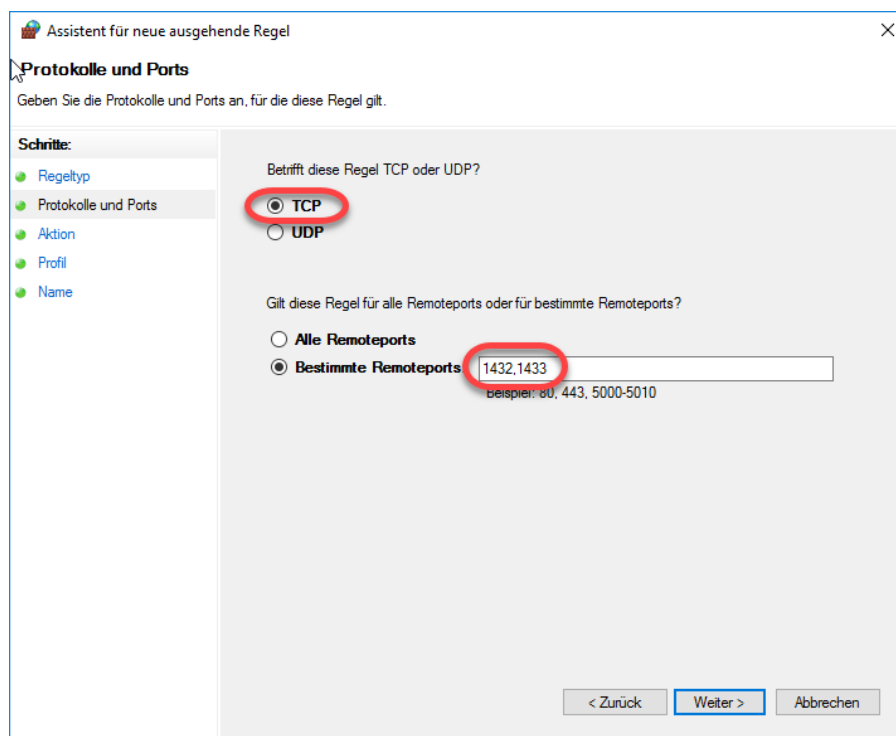 Assistent für neue ausgehende Regel
Protokolle und Ports
Geben Sie die Protokolle und Ports an, für die diese Regel gilt.
Schritte:
Regeltyp
Protokolle und Ports
Aktion
Profil
Name
Betrifft diese Regel TCP oder UDP?
TCP
UDP
Gilt diese Regel für alle Remoteports oder für bestimmte Remoteports?
Alle Remoteports
Bestimmte Remoteports: 1432,1433
Beispiel: 80, 443, 5000-5010
< Zurück Weiter > Abbrechen